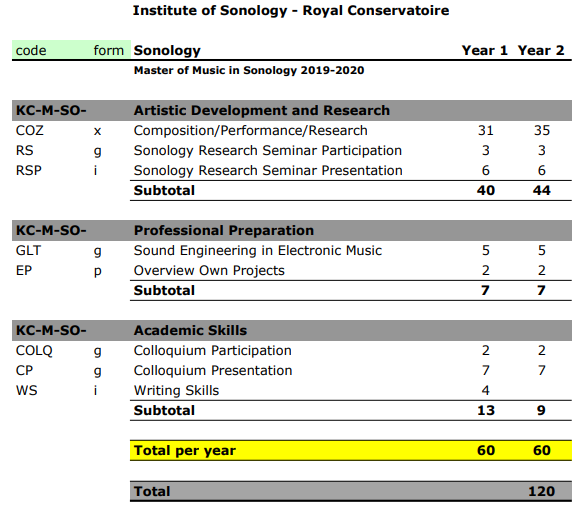 Institute of Sonology - Royal Conservatoire
code form Sonology Year 1 Year 2
Master of Music in Sonology 2019-2020
KC-M-SO- Artistic Development and Research
COZ x Composition/Performance/Research 31 35
RS g Sonology Research Seminar Participation 3 3
RSP i Sonology Research Seminar Presentation 6 6
Subtotal 40 44
KC-M-SO- Professional Preparation
GLT g Sound Engineering in Electronic Music 5 5
EP p Overview Own Projects 2 2
Subtotal 7 7
KC-M-SO- Academic Skills
COLQ g Colloquium Participation 2 2
CP g Colloquium Presentation 7 7
WS i Writing Skills 4
Subtotal 13 9
Total per year 60 60
Total 120